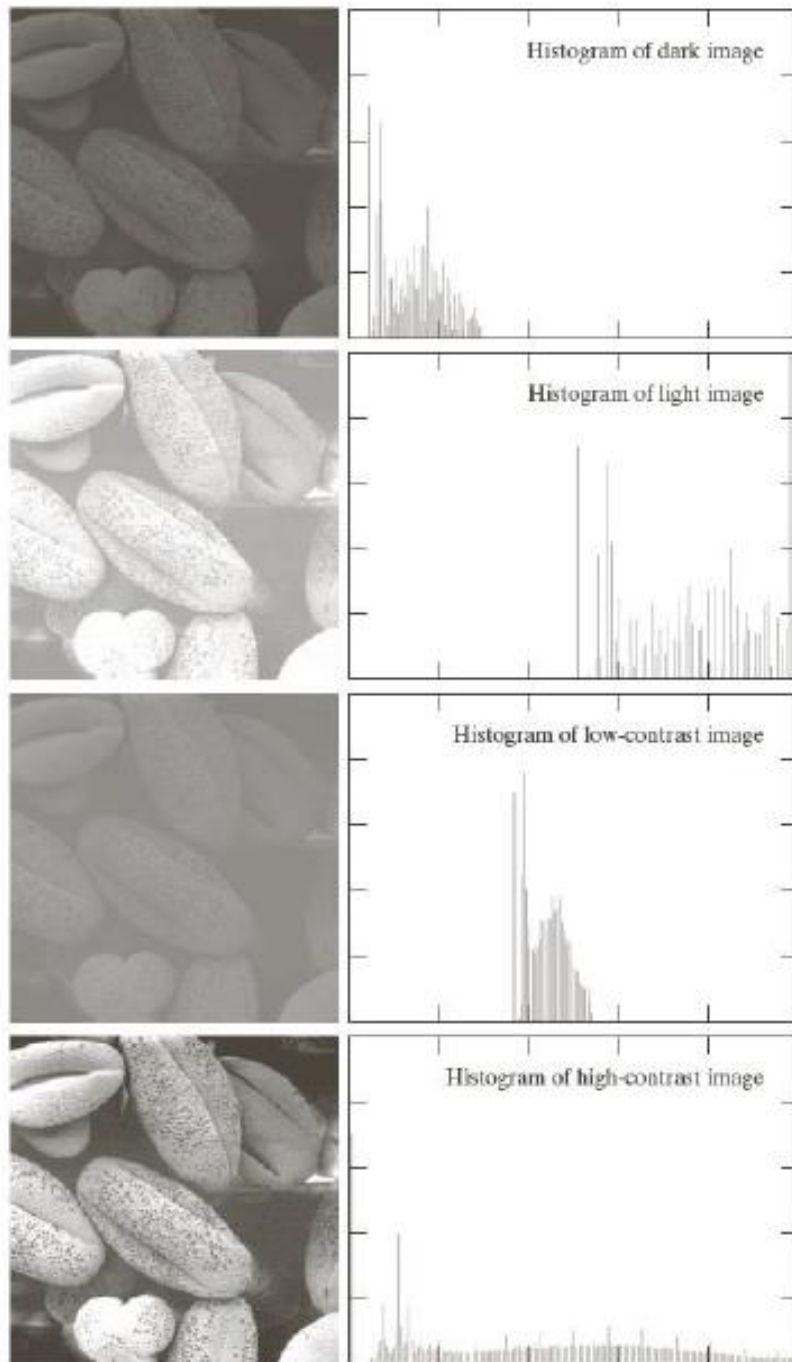 Histogram of dark image
Histogram of light image
Histogram of low-contrast image
Histogram of high-contrast image